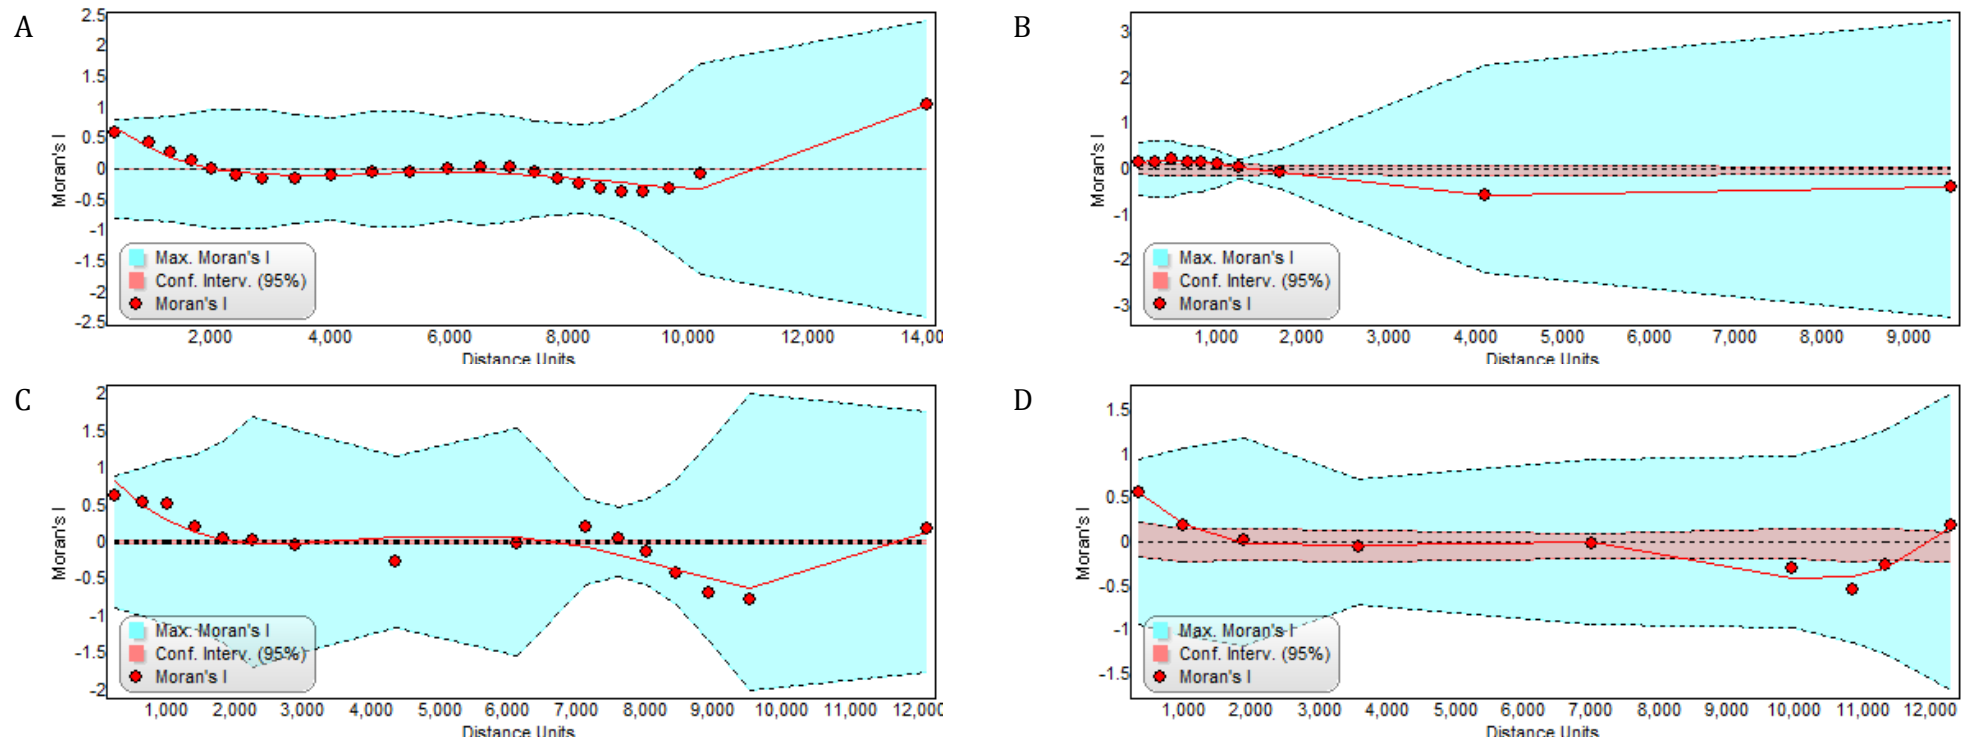 A
2.5
2
1.5
1
0.5
0
-0.5
-1
-1.5
-2
-2.5
Moran's I
Max. Moran's I
Conf. Interv. (95%)
Moran's I
2,000 4,000 6,000 8,000 10,000 12,000 14,000
Distance Units
B
3
2
1
0
-1
-2
-3
Moran's I
Max. Moran's I
Conf. Interv. (95%)
Moran's I
1,000 2,000 3,000 4,000 5,000 6,000 7,000 8,000 9,000
Distance Units
C
2
1.5
1
0.5
0
-0.5
-1
-1.5
-2
Moran's I
Max. Moran's I
Conf. Interv. (95%)
Moran's I
1,000 2,000 3,000 4,000 5,000 6,000 7,000 8,000 9,000 10,000 11,000 12,000
Distance Units
D
1.5
1
0.5
0
-0.5
-1
-1.5
Moran's I
Max. Moran's I
Conf. Interv. (95%)
Moran's I
1,000 2,000 3,000 4,000 5,000 6,000 7,000 8,000 9,000 10,000 11,000 12,000
Distance Units